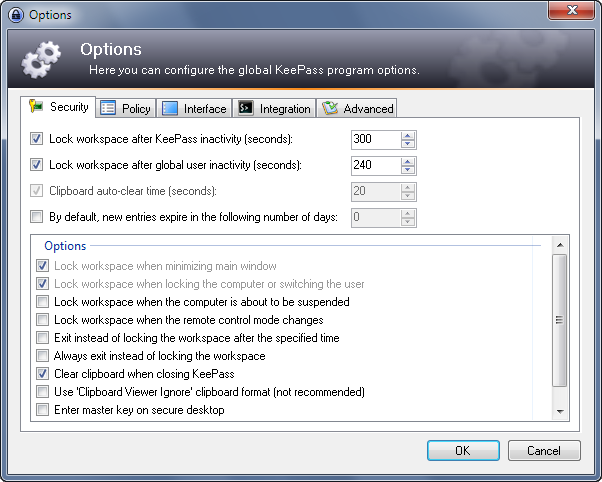 Options
Options
Here you can configure the global KeePass program options.
Security Policy Interface Integration Advanced
Lock workspace after KeePass inactivity (seconds): 300
Lock workspace after global user inactivity (seconds): 240
Clipboard auto-clear time (seconds): 20
By default, new entries expire in the following number of days: 0
Options
Lock workspace when minimizing main window
Lock workspace when locking the computer or switching the user
Lock workspace when the computer is about to be suspended
Lock workspace when the remote control mode changes
Exit instead of locking the workspace after the specified time
Always exit instead of locking the workspace
Clear clipboard when closing KeePass
Use 'Clipboard Viewer Ignore' clipboard format (not recommended)
Enter master key on secure desktop
OK Cancel